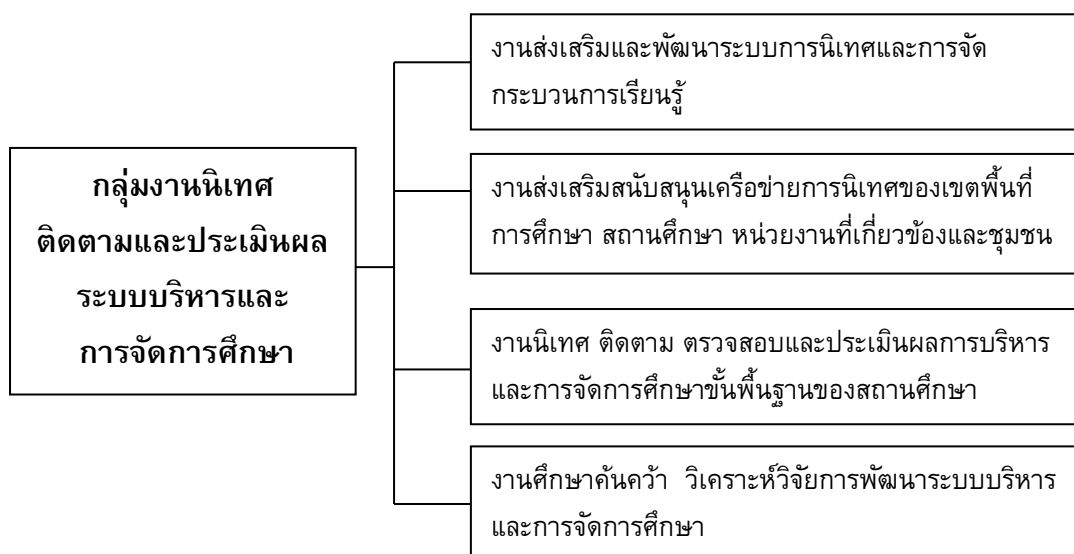 กลุ่มงานนิเทศ
ติดตามและประเมินผล
ระบบบริหารและ
การจัดการศึกษา
งานส่งเสริมและพัฒนาระบบการนิเทศและการจัด
กระบวนการเรียนรู้
งานส่งเสริมสนับสนุนเครือข่ายการนิเทศของเขตพื้นที่
การศึกษา สถานศึกษา หน่วยงานที่เกี่ยวข้องและชุมชน
งานนิเทศ ติดตาม ตรวจสอบและประเมินผลการบริหาร
และการจัดการศึกษาขั้นพื้นฐานของสถานศึกษา
งานศึกษาค้นคว้า วิเคราะห์วิจัยการพัฒนาระบบบริหาร
และการจัดการศึกษา